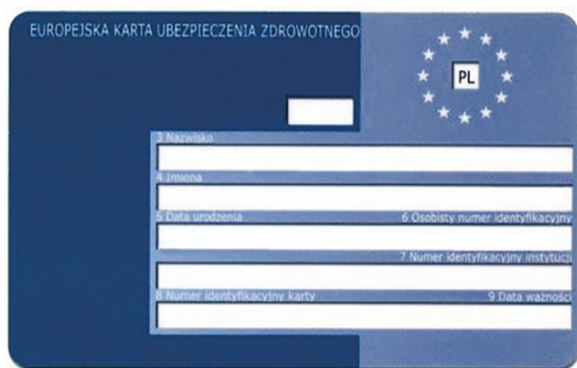 EUROPEJSKA KARTA UBEZPIECZENIA ZDROWOTNEGO
PL
3 Nazwisko
4 Imiona
5 Data urodzenia 6 Osobisty numer identyfikacyjny
7 Numer identyfikacyjny instytucji
8 Numer identyfikacyjny karty 9 Data ważności